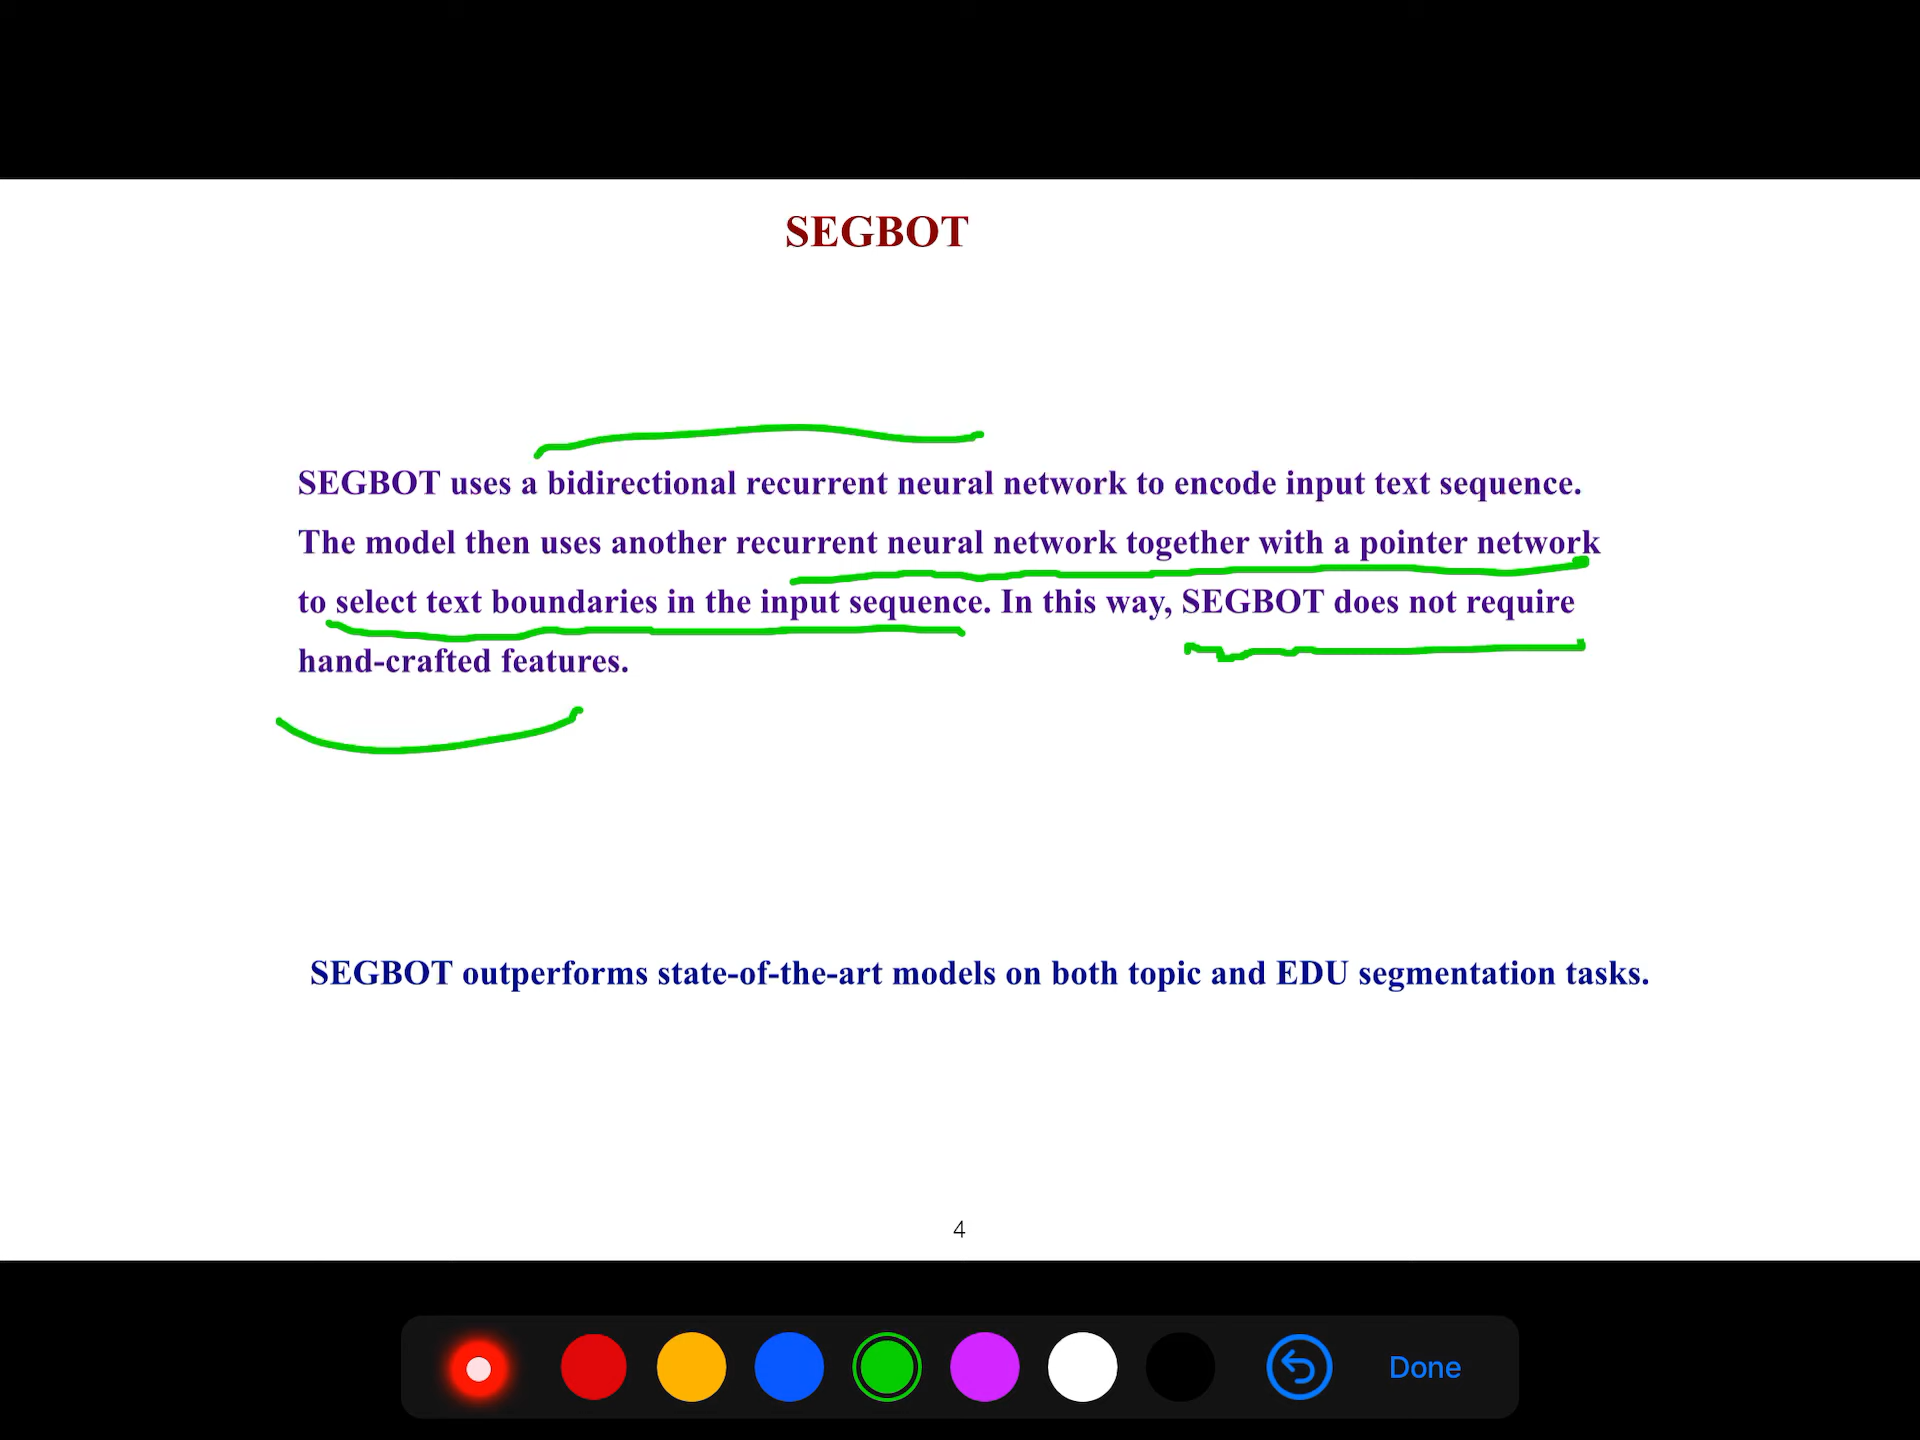 SEGBOT
SEGBOT uses a bidirectional recurrent neural network to encode input text sequence.
The model then uses another recurrent neural network together with a pointer network
to select text boundaries in the input sequence. In this way, SEGBOT does not require
hand-crafted features.
SEGBOT outperforms state-of-the-art models on both topic and EDU segmentation tasks.
4
Done